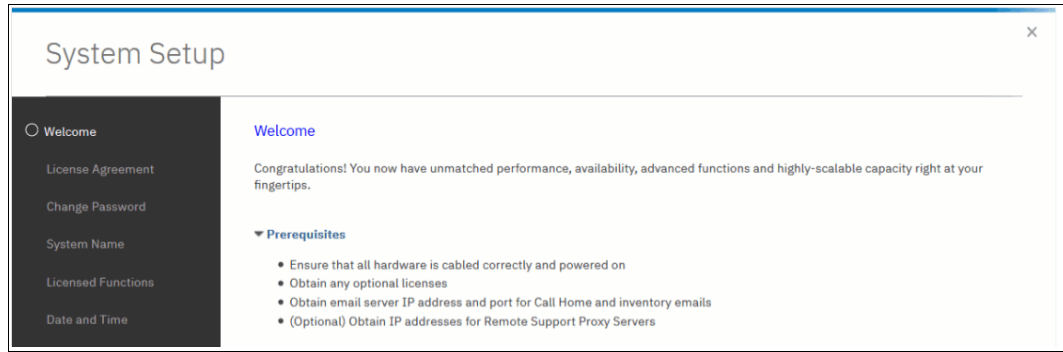 System Setup
Welcome
License Agreement
Change Password
System Name
Licensed Functions
Date and Time
Welcome
Congratulations! You now have unmatched performance, availability, advanced functions and highly-scalable capacity right at your
fingertips.
Prerequisites
• Ensure that all hardware is cabled correctly and powered on
• Obtain any optional licenses
• Obtain email server IP address and port for Call Home and inventory emails
• (Optional) Obtain IP addresses for Remote Support Proxy Servers